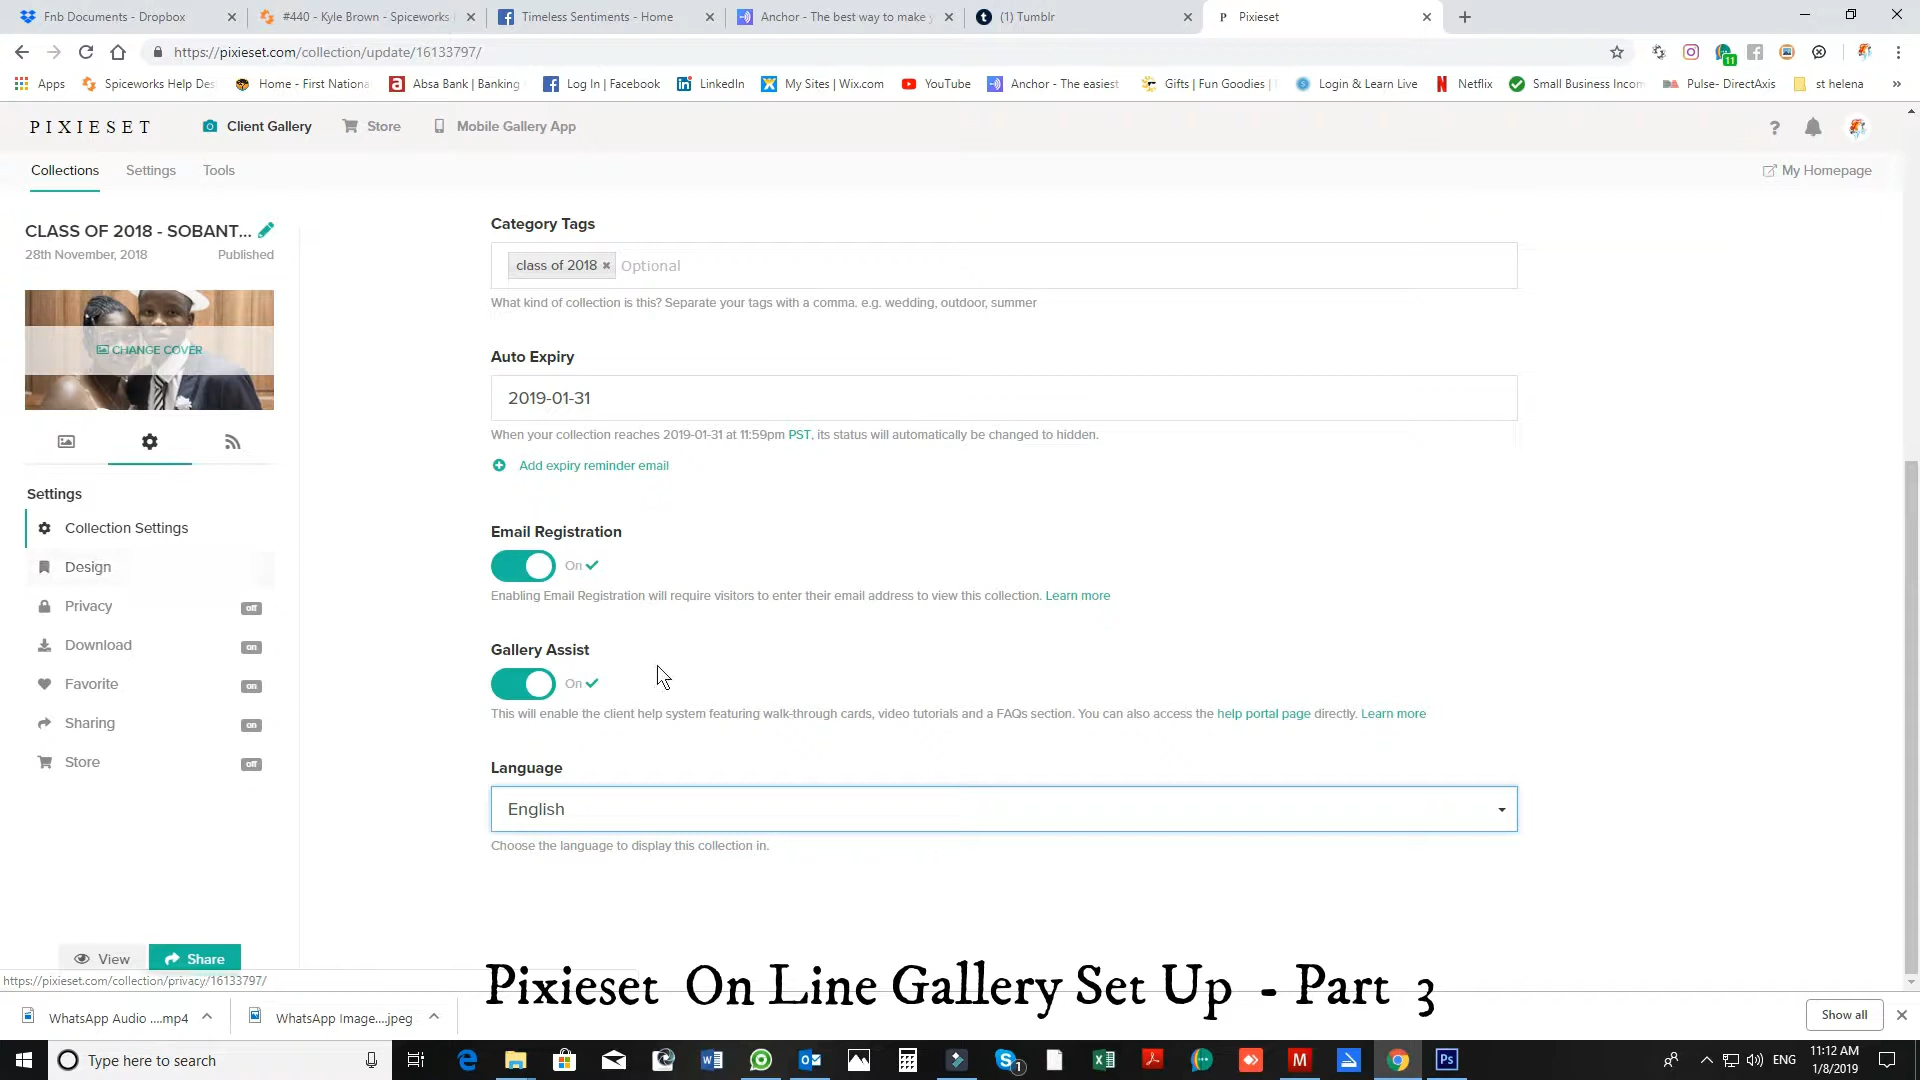 Fnb Documents - Dropbox
#440 - Kyle Brown - Spiceworks
Timeless Sentiments - Home
Anchor - The best way to make
(1) Tumblr
P Pixieset
https://pixieset.com/collection/update/16133797/
11
Apps
Spiceworks Help Des
Home - First Nationa
Absa Bank | Banking
Log In | Facebook
LinkedIn
My Sites | Wix.com
YouTube
Anchor - The easiest
Gifts | Fun Goodies |
Login & Learn Live
Netflix
Small Business Incom
Pulse- DirectAxis
st helena
»
PIXIESET
Client Gallery
Store
Mobile Gallery App
?
Collections
Settings
Tools
My Homepage
CLASS OF 2018 - SOBANT...
28th November, 2018
Published
CHANGE COVER
Settings
Collection Settings
Design
Privacy
off
Download
on
Favorite
on
Sharing
on
Store
off
View
Share
Category Tags
class of 2018 × Optional
What kind of collection is this? Separate your tags with a comma. e.g. wedding, outdoor, summer
Auto Expiry
2019-01-31
When your collection reaches 2019-01-31 at 11:59pm PST, its status will automatically be changed to hidden.
Add expiry reminder email
Email Registration
On
Enabling Email Registration will require visitors to enter their email address to view this collection. Learn more
Gallery Assist
On
This will enable the client help system featuring walk-through cards, video tutorials and a FAQs section. You can also access the help portal page directly. Learn more
Language
English
Choose the language to display this collection in.
https://pixieset.com/collection/privacy/16133797/
Pixieset On Line Gallery Set Up - Part 3
WhatsApp Audio ....mp4
WhatsApp Image....jpeg
Show all
Type here to search
1
M
Ps
ENG
11:12 AM
1/8/2019